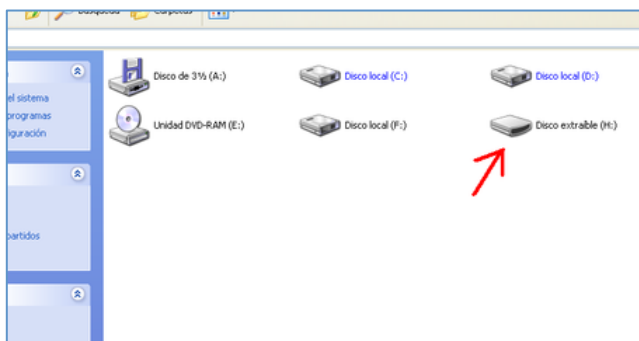 Búsqueda Carpetas
Disco de 3½ (A:) Disco local (C:) Disco local (D:)
el sistema
programas
Unidad DVD-RAM (E:) Disco local (F:) Disco extraíble (H:)
iguración
partidos